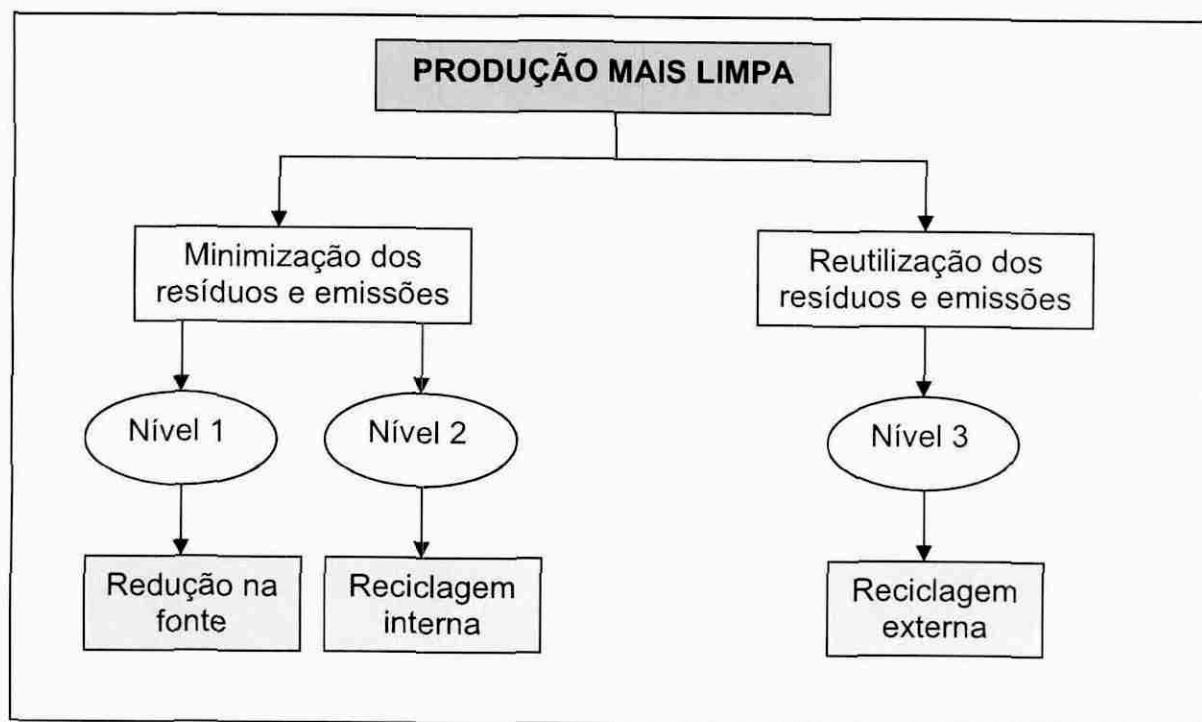 PRODUÇÃO MAIS LIMPA
Minimização dos
resíduos e emissões
Reutilização dos
resíduos e emissões
Nível 1
Nível 2
Nível 3
Redução na
fonte
Reciclagem
interna
Reciclagem
externa